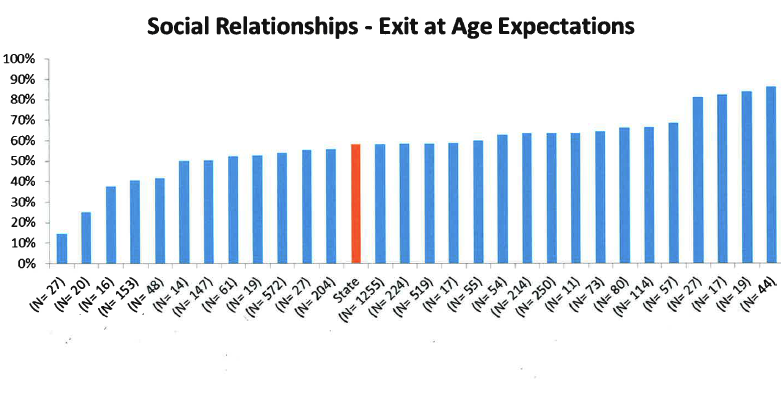 Social Relationships - Exit at Age Expectations
100%
90%
80%
70%
60%
50%
40%
30%
20%
10%
0%
(N= 27)
(N= 20)
(N= 16)
(N= 153)
(N= 48)
(N= 14)
(N= 147)
(N= 61)
(N= 19)
(N= 572)
(N= 27)
(N= 204)
State
(N= 1255)
(N= 224)
(N= 519)
(N= 17)
(N= 55)
(N= 54)
(N= 214)
(N= 250)
(N= 11)
(N= 73)
(N= 80)
(N= 114)
(N= 57)
(N= 27)
(N= 17)
(N= 19)
(N= 44)